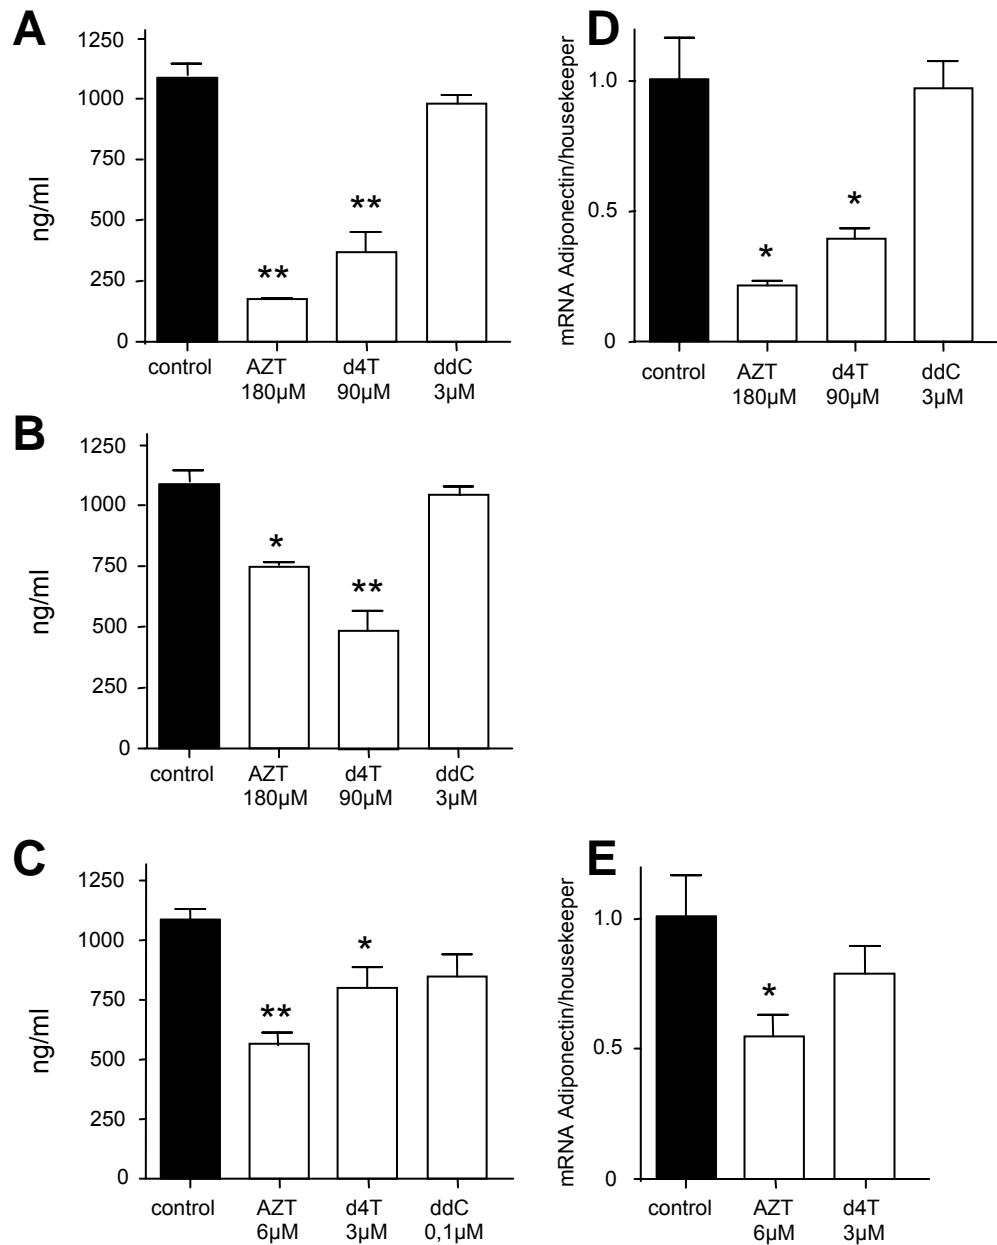 A
1250
1000
750
500
250
0
ng/ml
**
**
control AZT d4T ddC
180µM 90µM 3µM
D
1.0
0.5
0
mRNA Adiponectin/housekeeper
*
*
control AZT d4T ddC
180µM 90µM 3µM
B
1250
1000
750
500
250
0
ng/ml
*
**
control AZT d4T ddC
180µM 90µM 3µM
C
1250
1000
750
500
250
0
ng/ml
**
*
control AZT d4T ddC
6µM 3µM 0,1µM
E
1.0
0.5
0
mRNA Adiponectin/housekeeper
*
control AZT d4T
6µM 3µM